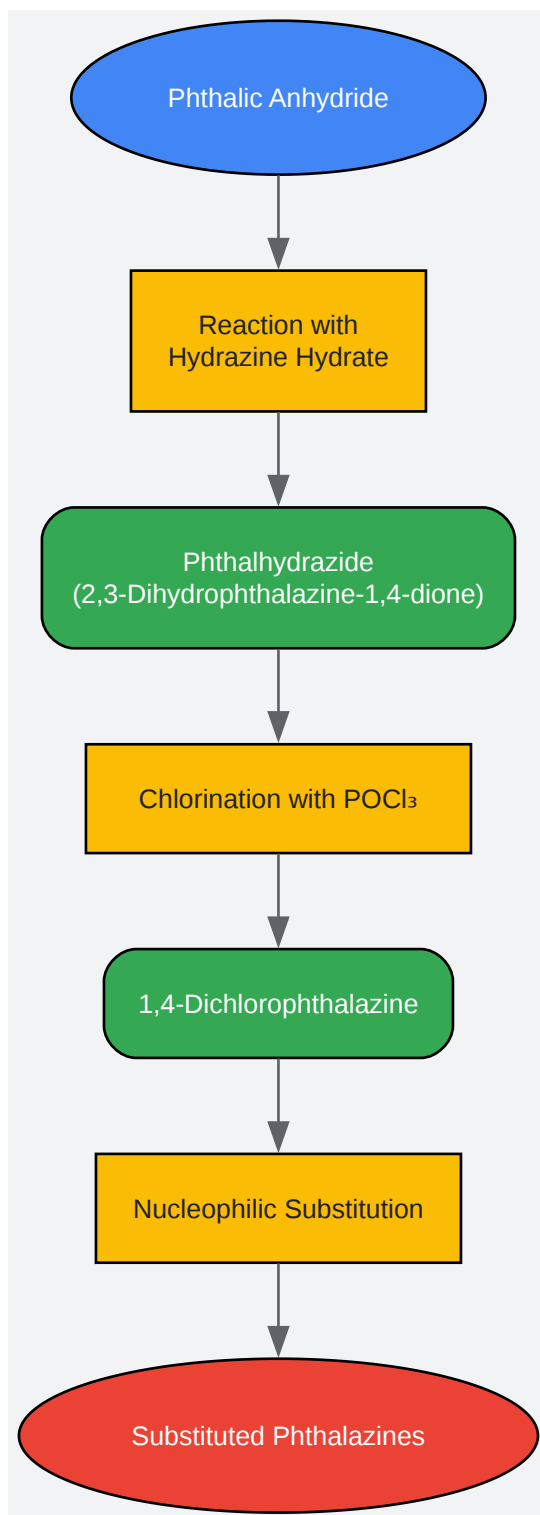 Phthalic Anhydride
Reaction with
Hydrazine Hydrate
Phthalhydrazide
(2,3-Dihydrophthalazine-1,4-dione)
Chlorination with POCl₃
1,4-Dichlorophthalazine
Nucleophilic Substitution
Substituted Phthalazines